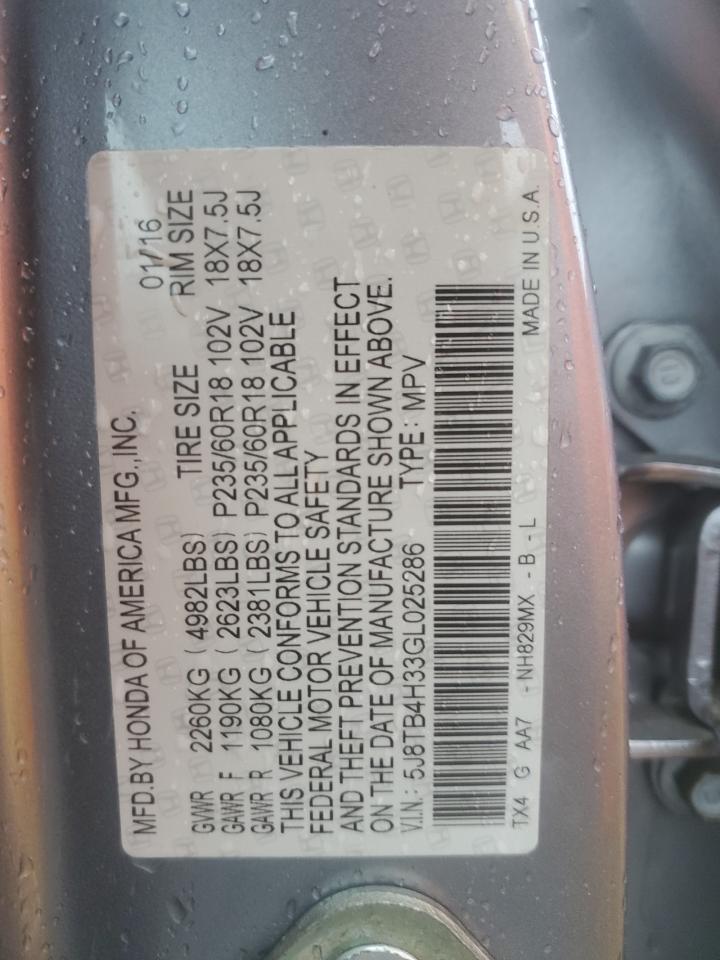 MFD.BY HONDA OF AMERICA MFG.,INC. 01/16
GVWR 2260KG (4982LBS) TIRE SIZE RIM SIZE
GAWR F 1190KG (2623LBS) P235/60R18 102V 18X7.5J
GAWR R 1080KG (2381LBS) P235/60R18 102V 18X7.5J
THIS VEHICLE CONFORMS TO ALL APPLICABLE
FEDERAL MOTOR VEHICLE SAFETY
AND THEFT PREVENTION STANDARDS IN EFFECT
ON THE DATE OF MANUFACTURE SHOWN ABOVE.
V.I.N.: 5J8TB4H33GL025286 TYPE: MPV
TX4 G AA7 -NH829MX -B-L MADE IN U.S.A.